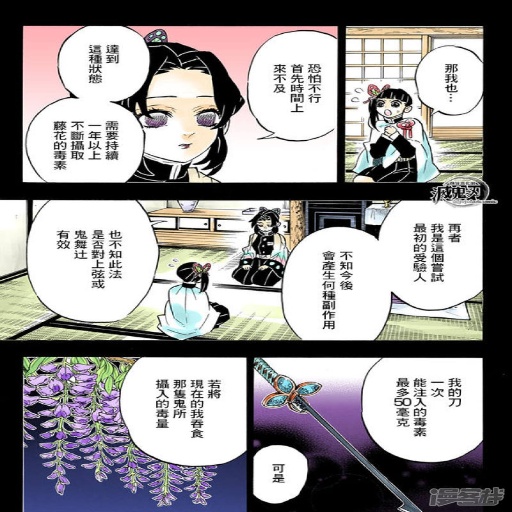 那我也…
恐怕不行
首先時間上
來不及
達到
這種狀態
需要持續
一年以上
不斷攝取
藤花的毒素
滅鬼刃
再者
我是這個嘗試
最初的受驗人
不知今後
會產生何種副作用
也不知此法
是否對上弦或
鬼舞辻
有效
我的刀
一次
能注入的毒素
最多50毫克
可是
若將
現在的我吞食
那隻鬼所
攝入的毒量
漫客栈